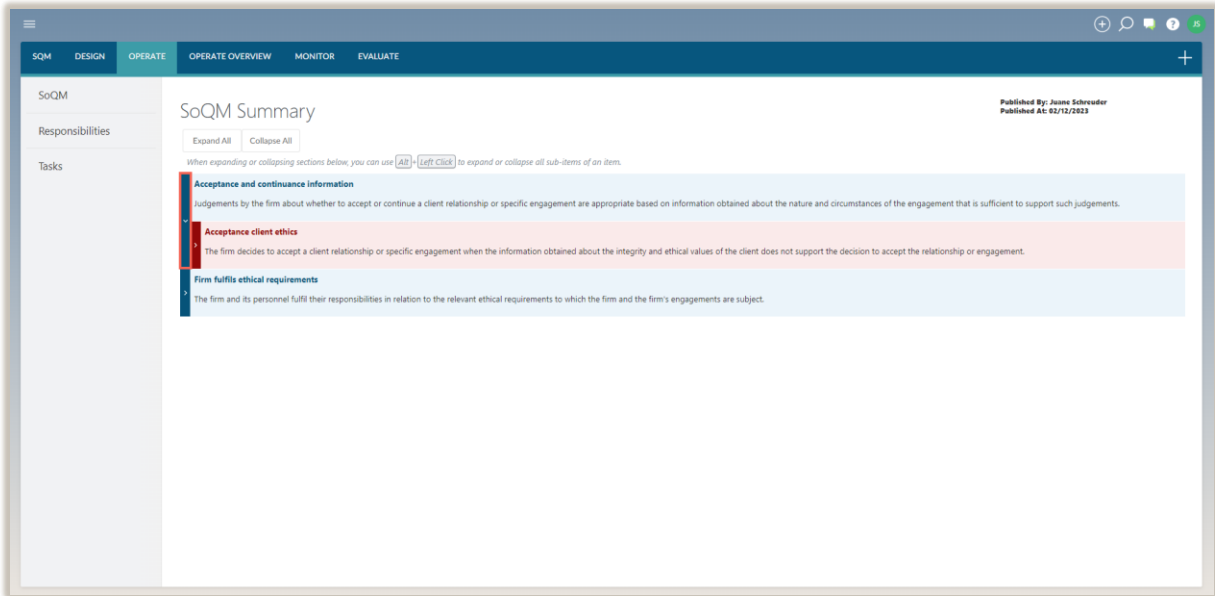 JS
SQM DESIGN OPERATE OPERATE OVERVIEW MONITOR EVALUATE
SoQM
Responsibilities
Tasks
SoQM Summary
Published By: Juane Schreuder
Published At: 02/12/2023
Expand All Collapse All
When expanding or collapsing sections below, you can use Alt + Left Click to expand or collapse all sub-items of an item.
Acceptance and continuance information
Judgements by the firm about whether to accept or continue a client relationship or specific engagement are appropriate based on information obtained about the nature and circumstances of the engagement that is sufficient to support such judgements.
Acceptance client ethics
The firm decides to accept a client relationship or specific engagement when the information obtained about the integrity and ethical values of the client does not support the decision to accept the relationship or engagement.
Firm fulfils ethical requirements
The firm and its personnel fulfil their responsibilities in relation to the relevant ethical requirements to which the firm and the firm's engagements are subject.